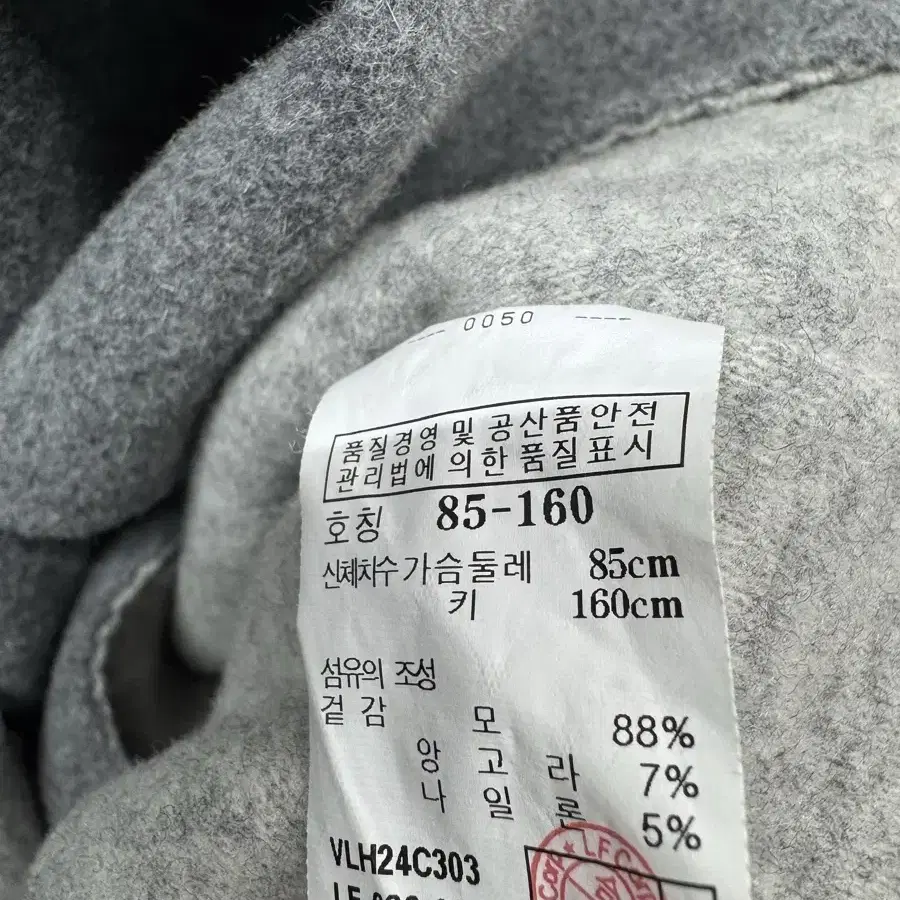 ---- 0050 ----
품질경영 및 공산품안전
관리법에 의한 품질표시
호칭 85-160
신체치수 가슴둘레 85cm
키 160cm
섬유의 조성
겉감 모 88%
앙고라 7%
나일론 5%
VLH24C303
LF